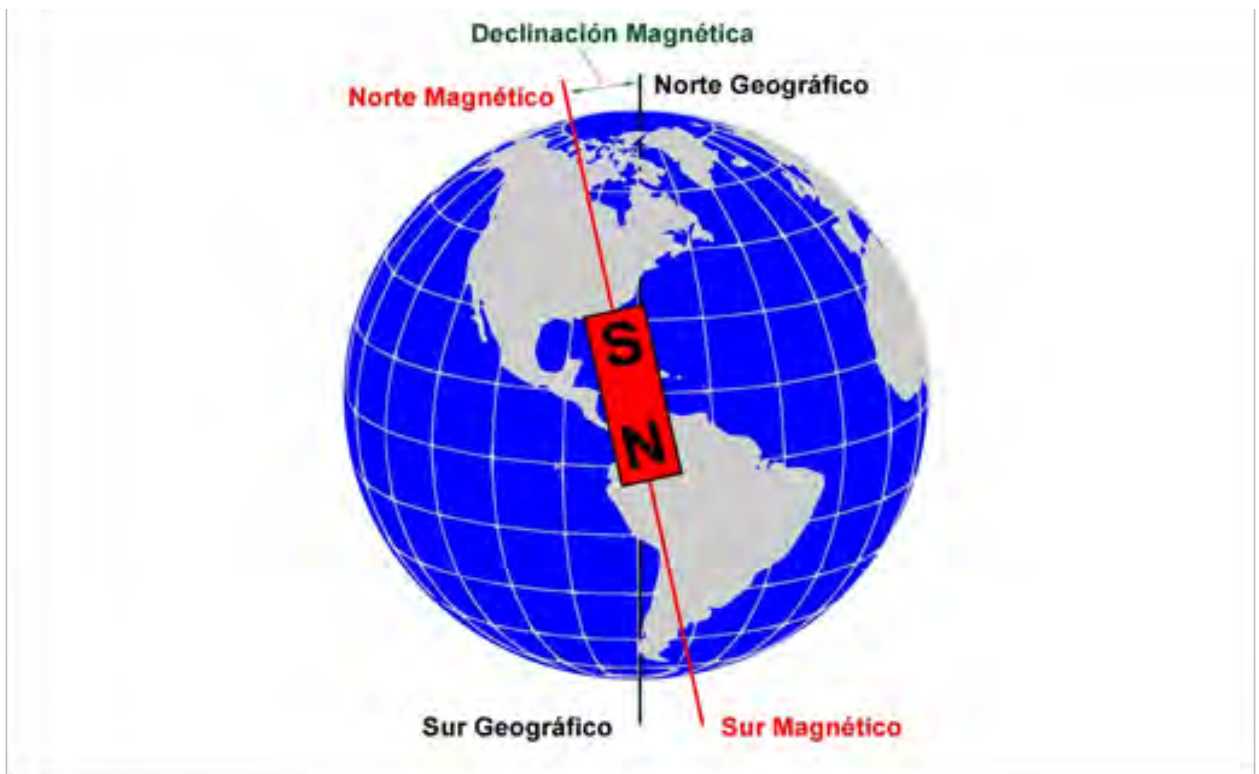 Declinación Magnética
Norte Magnético
Norte Geográfico
S
N
Sur Geográfico
Sur Magnético